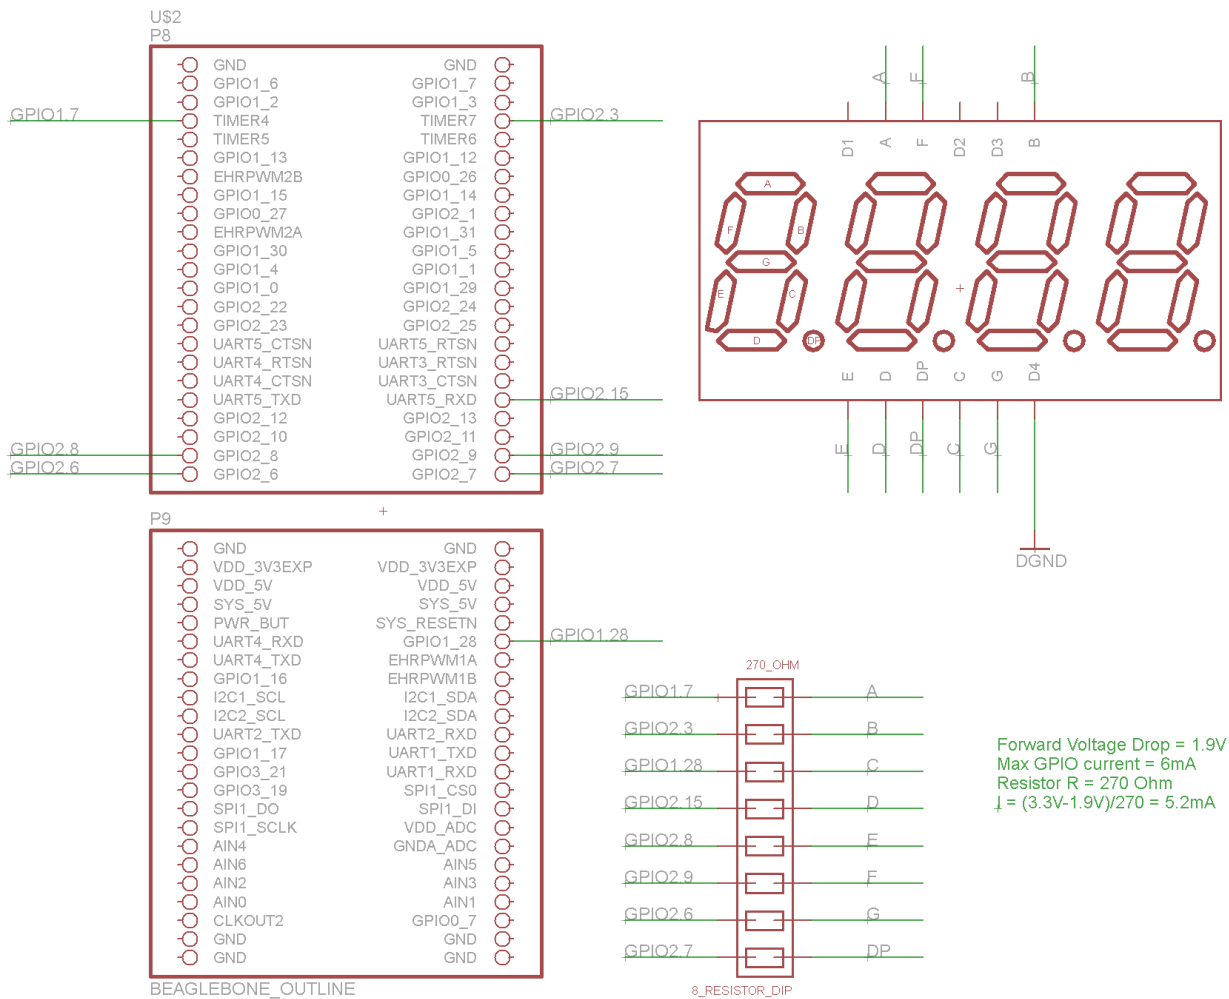 U$2
P8
GND GND
GPIO1_6 GPIO1_7
GPIO1_2 GPIO1_3
GPIO1.7 TIMER4 TIMER7 GPIO2.3
TIMER5 TIMER6
GPIO1_13 GPIO1_12
EHRPWM2B GPIO0_26
GPIO1_15 GPIO1_14
GPIO0_27 GPIO2_1
EHRPWM2A GPIO1_31
GPIO1_30 GPIO1_5
GPIO1_4 GPIO1_1
GPIO1_0 GPIO1_29
GPIO2_22 GPIO2_24
GPIO2_23 GPIO2_25
UART5_CTSN UART5_RTSN
UART4_RTSN UART3_RTSN
UART4_CTSN UART3_CTSN
UART5_TXD UART5_RXD GPIO2.15
GPIO2_12 GPIO2_13
GPIO2_10 GPIO2_11
GPIO2.8 GPIO2_8 GPIO2_9 GPIO2.9
GPIO2.6 GPIO2_6 GPIO2_7 GPIO2.7
P9
GND GND
VDD_3V3EXP VDD_3V3EXP
VDD_5V VDD_5V
SYS_5V SYS_5V
PWR_BUT SYS_RESETN
UART4_RXD GPIO1_28 GPIO1.28
UART4_TXD EHRPWM1A
GPIO1_16 EHRPWM1B
I2C1_SCL I2C1_SDA
I2C2_SCL I2C2_SDA
UART2_TXD UART2_RXD
GPIO1_17 UART1_TXD
GPIO3_21 UART1_RXD
GPIO3_19 SPI1_CS0
SPI1_DO SPI1_DI
SPI1_SCLK VDD_ADC
AIN4 GNDA_ADC
AIN6 AIN5
AIN2 AIN3
AIN0 AIN1
CLKOUT2 GPIO0_7
GND GND
GND GND
BEAGLEBONE_OUTLINE
A F B
D1 A F D2 D3 B
A
F B
G
E C
D DP
E D DP C G D4
E D DP C G
DGND
270_OHM
GPIO1.7 A
GPIO2.3 B
GPIO1.28 C
GPIO2.15 D
GPIO2.8 E
GPIO2.9 F
GPIO2.6 G
GPIO2.7 DP
8_RESISTOR_DIP
Forward Voltage Drop = 1.9V
Max GPIO current = 6mA
Resistor R = 270 Ohm
I = (3.3V-1.9V)/270 = 5.2mA